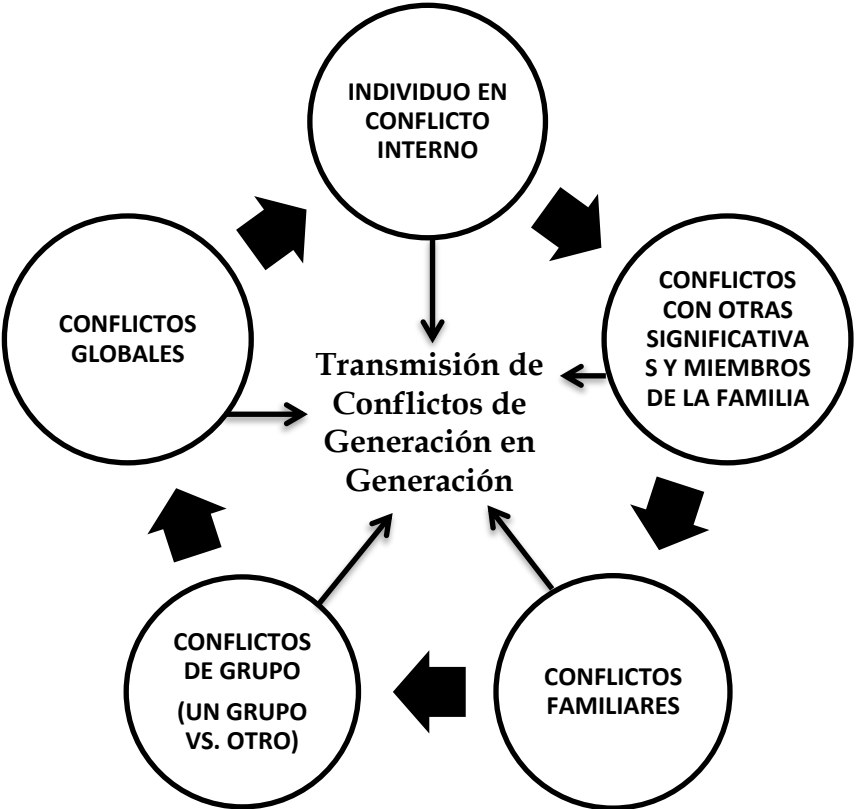 INDIVIDUO EN
CONFLICTO
INTERNO
CONFLICTOS
CON OTRAS
SIGNIFICATIVA
S Y MIEMBROS
DE LA FAMILIA
CONFLICTOS
FAMILIARES
CONFLICTOS
DE GRUPO
(UN GRUPO
VS. OTRO)
CONFLICTOS
GLOBALES
Transmisión de
Conflictos de
Generación en
Generación